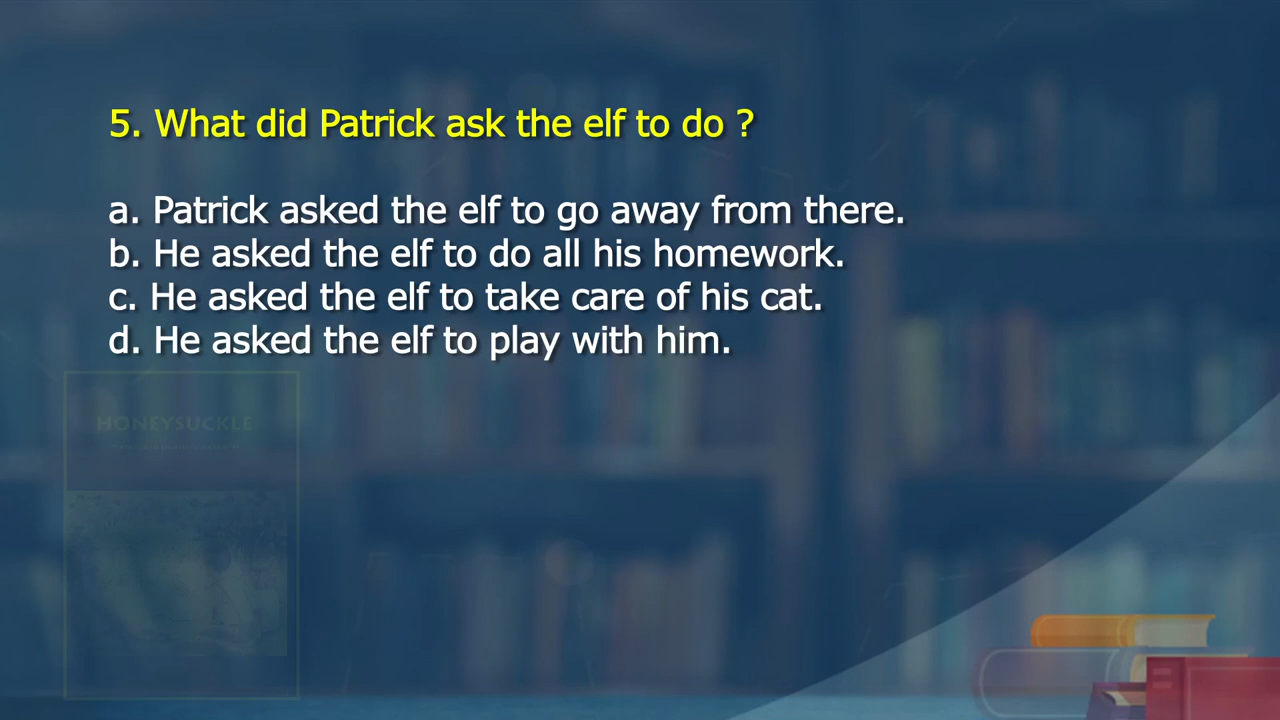 5. What did Patrick ask the elf to do ?
a. Patrick asked the elf to go away from there.
b. He asked the elf to do all his homework.
c. He asked the elf to take care of his cat.
d. He asked the elf to play with him.
HONEYSUCKLE